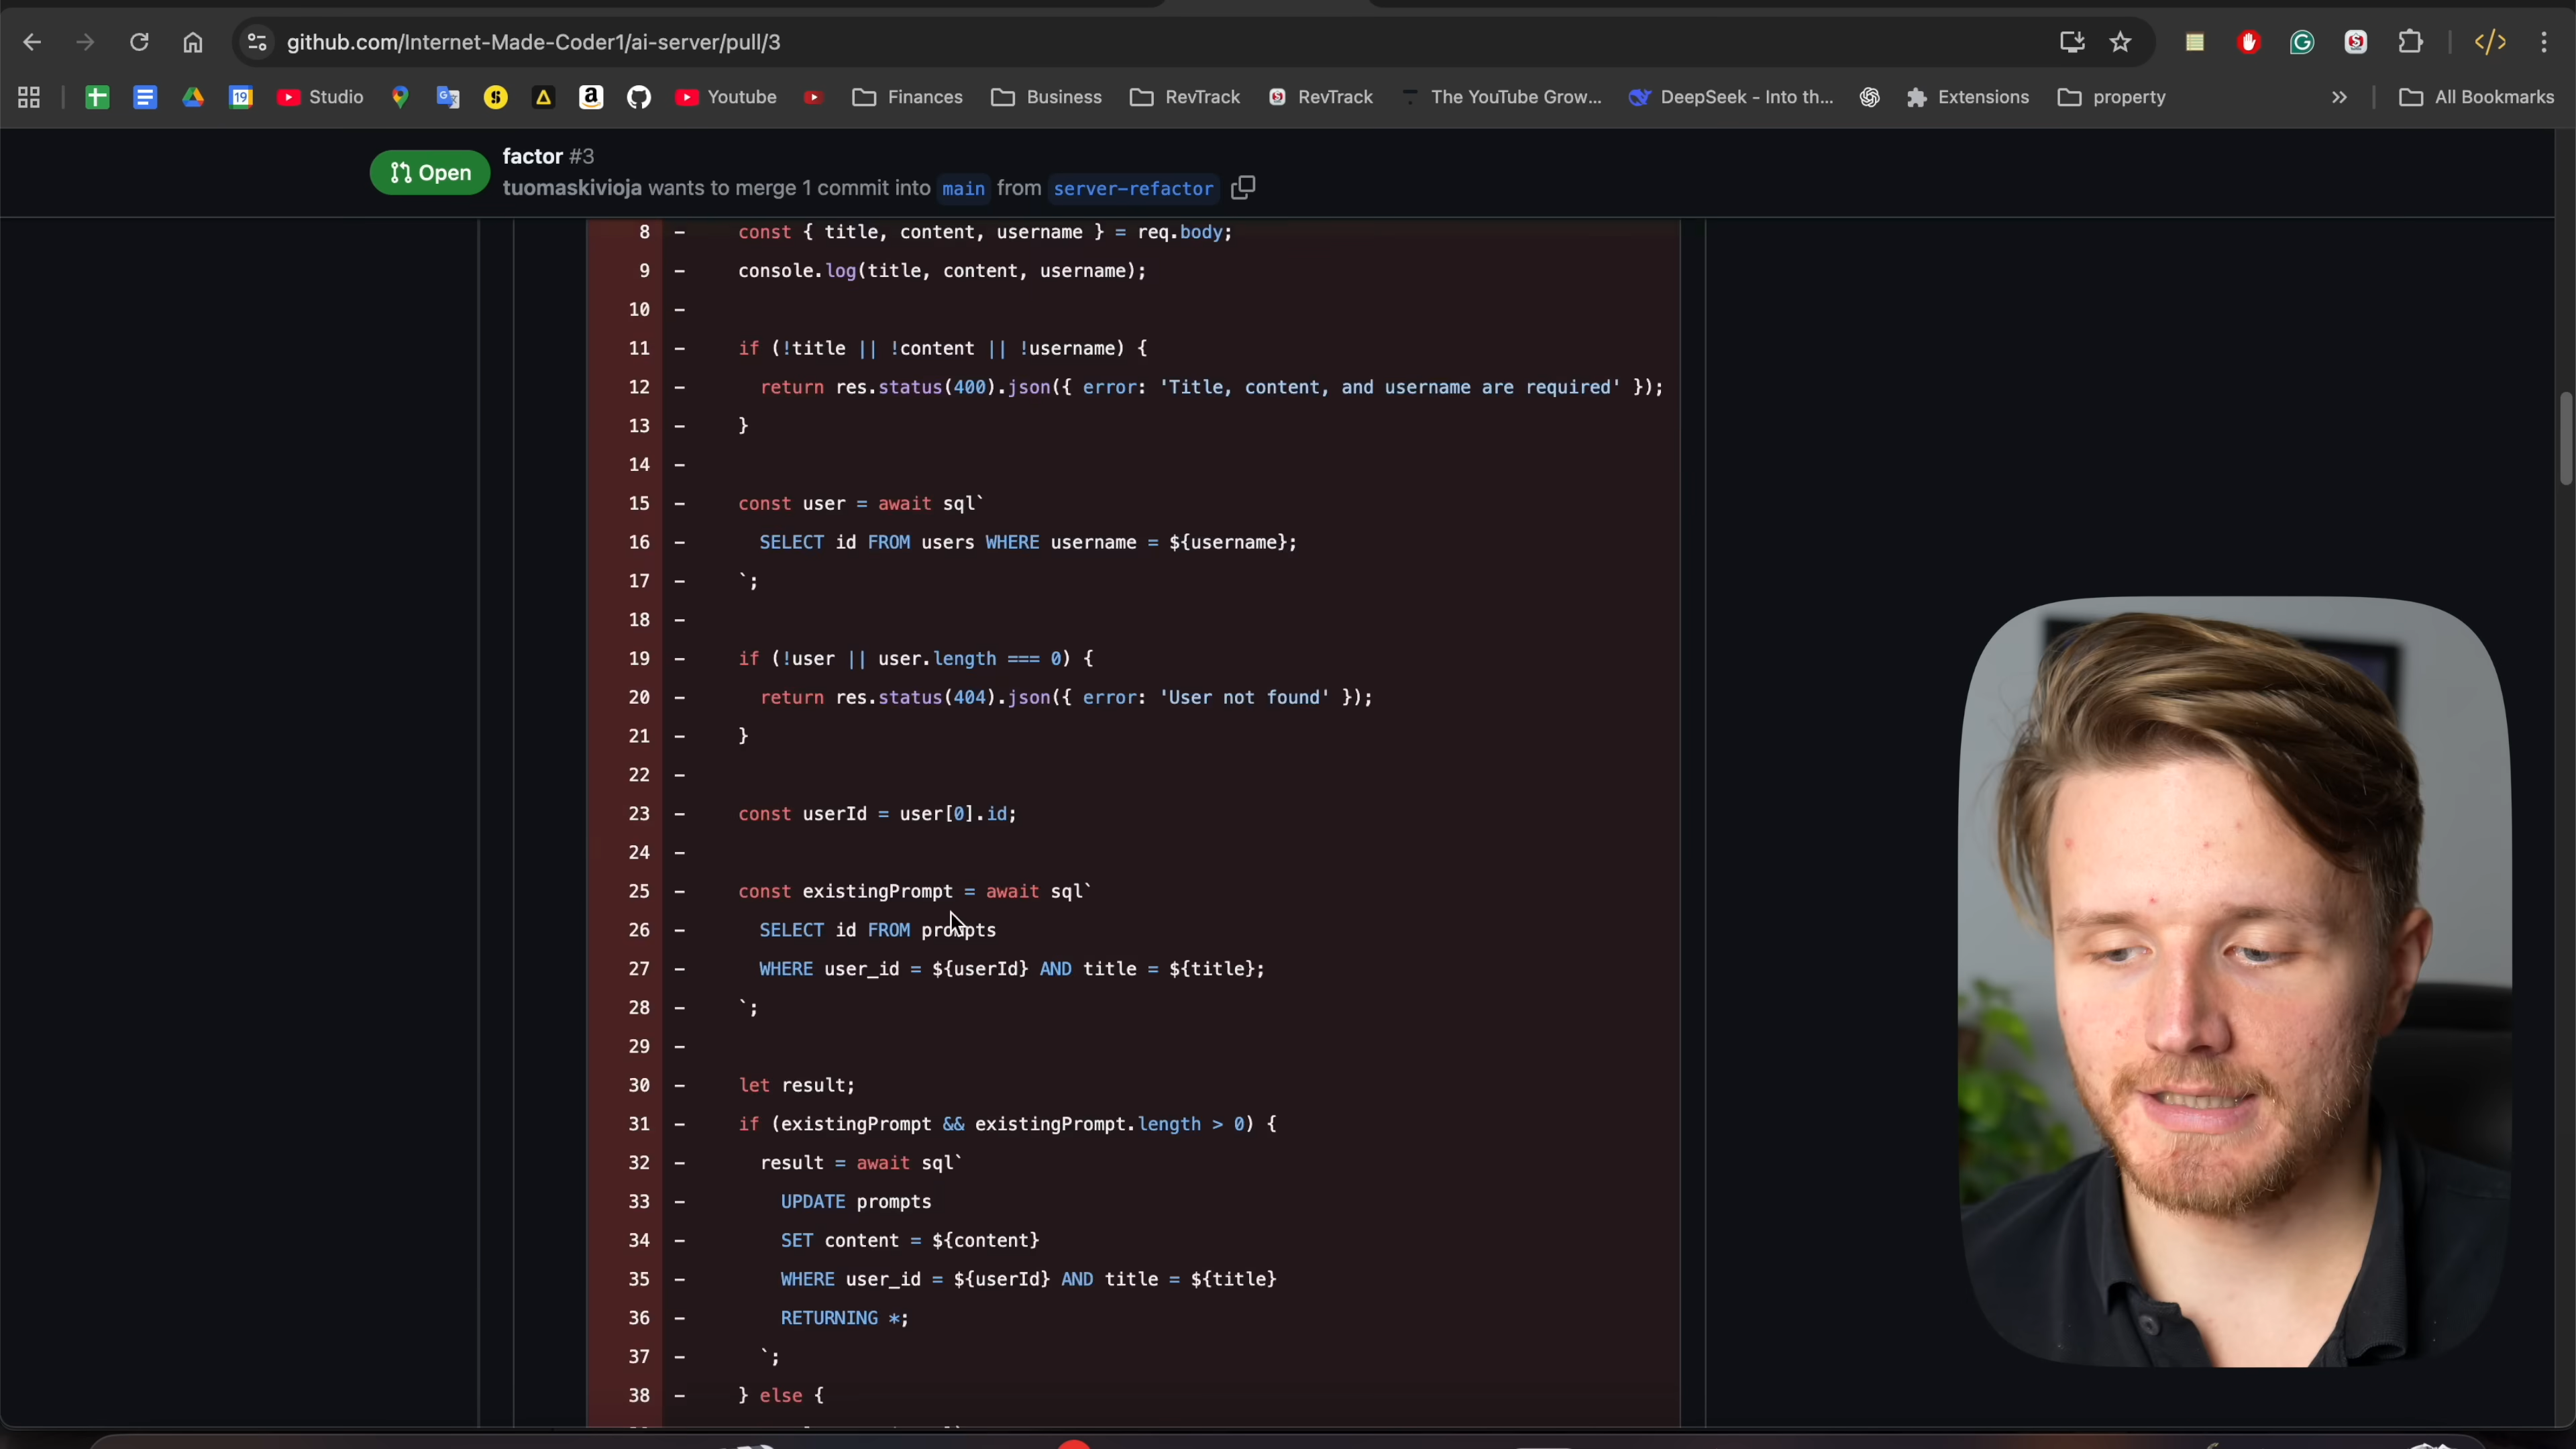 github.com/Internet-Made-Coder1/ai-server/pull/3
19
Studio
Youtube
Finances
Business
RevTrack
RevTrack
The YouTube Grow...
DeepSeek - Into th...
Extensions
property
All Bookmarks
Open
factor #3
tuomaskivioja wants to merge 1 commit into main from server-refactor
8 - const { title, content, username } = req.body;
9 - console.log(title, content, username);
10 -
11 - if (!title || !content || !username) {
12 - return res.status(400).json({ error: 'Title, content, and username are required' });
13 - }
14 -
15 - const user = await sql`
16 - SELECT id FROM users WHERE username = ${username};
17 - `;
18 -
19 - if (!user || user.length === 0) {
20 - return res.status(404).json({ error: 'User not found' });
21 - }
22 -
23 - const userId = user[0].id;
24 -
25 - const existingPrompt = await sql`
26 - SELECT id FROM prompts
27 - WHERE user_id = ${userId} AND title = ${title};
28 - `;
29 -
30 - let result;
31 - if (existingPrompt && existingPrompt.length > 0) {
32 - result = await sql`
33 - UPDATE prompts
34 - SET content = ${content}
35 - WHERE user_id = ${userId} AND title = ${title}
36 - RETURNING *;
37 - `;
38 - } else {